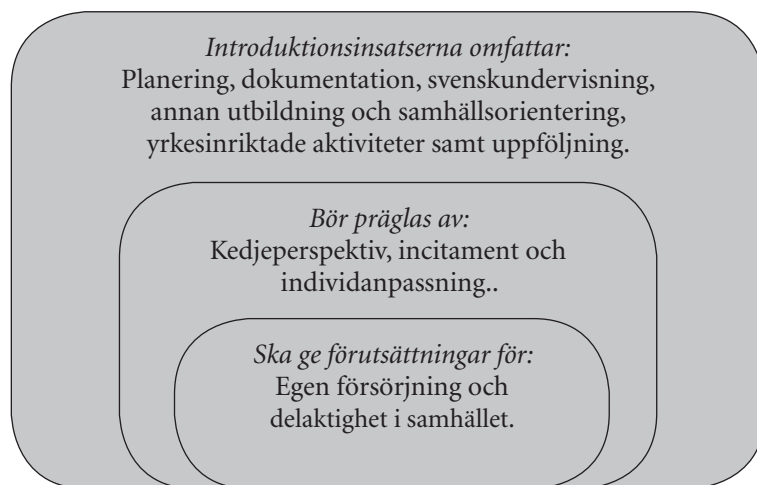 Introduktionsinsatserna omfattar:
Planering, dokumentation, svenskundervisning,
annan utbildning och samhällsorientering,
yrkesinriktade aktiviteter samt uppföljning.
Bör präglas av:
Kedjeperspektiv, incitament och
individanpassning..
Ska ge förutsättningar för:
Egen försörjning och
delaktighet i samhället.